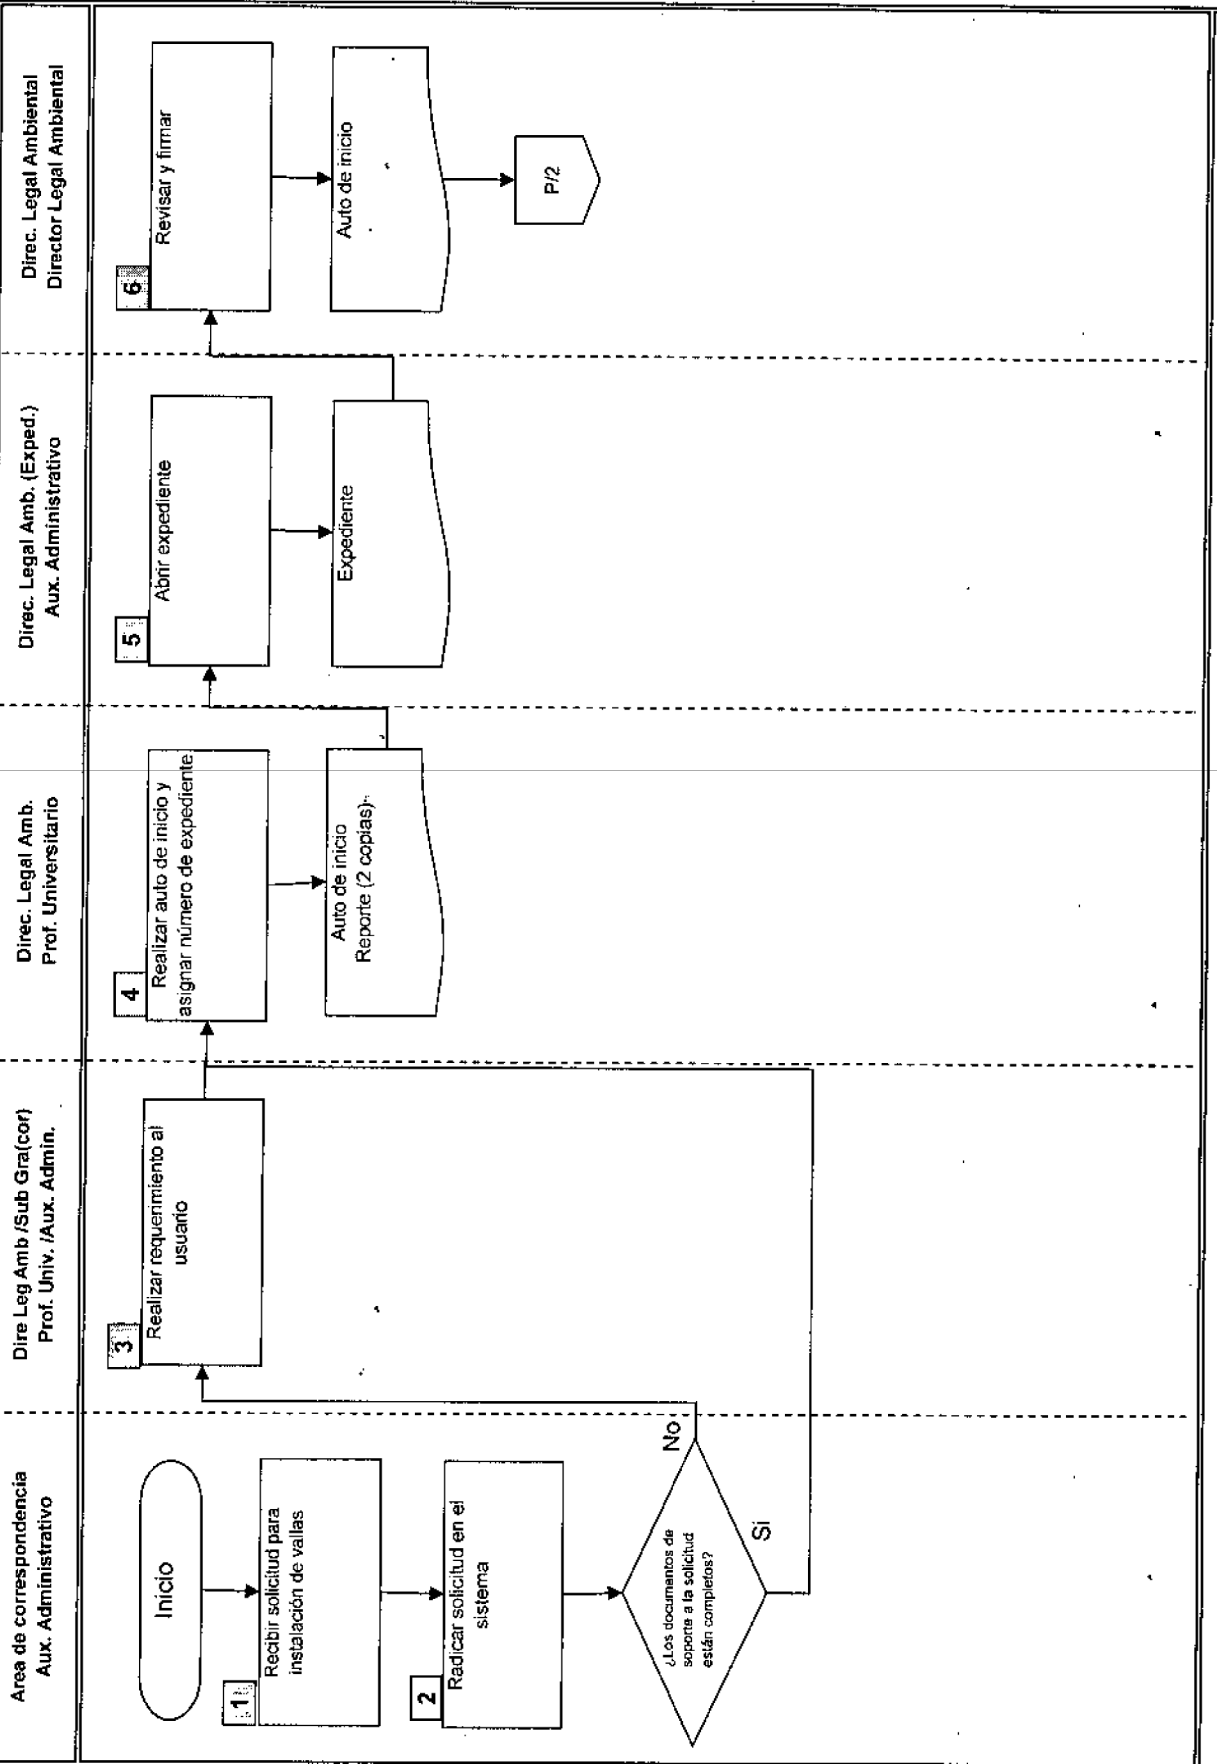 Area de correspondencia
Aux. Administrativo
Dire Leg Amb /Sub Gra(cor)
Prof. Univ. /Aux. Admin.
Direc. Legal Amb.
Prof. Universitario
Direc. Legal Amb. (Exped.)
Aux. Administrativo
Direc. Legal Ambiental
Director Legal Ambiental
Inicio
1
Recibir solicitud para
instalación de vallas
2
Radicar solicitud en el
sistema
¿Los documentos de
soporte a la solicitud
están completos?
No
Si
3
Realizar requerimiento al
usuario
4
Realizar auto de inicio y
asignar número de expediente
Auto de inicio
Reporte (2 copias)
5
Abrir expediente
Expediente
6
Revisar y firmar
Auto de inicio
P/2